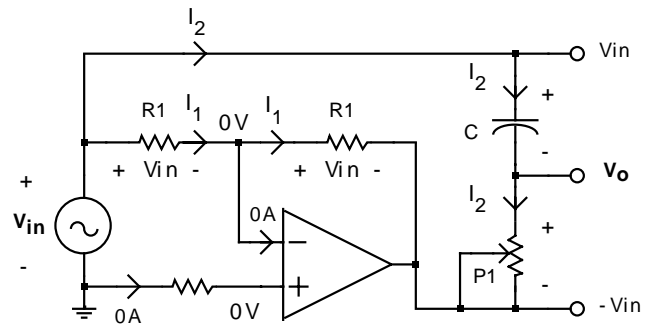 I2
Vin
I2
+
R1
I1
0V
I1
R1
C
-
+ Vin -
+ Vin -
Vo
+
Vin
-
I2
0A
-
+
P1
+
-
0A
0V
-Vin